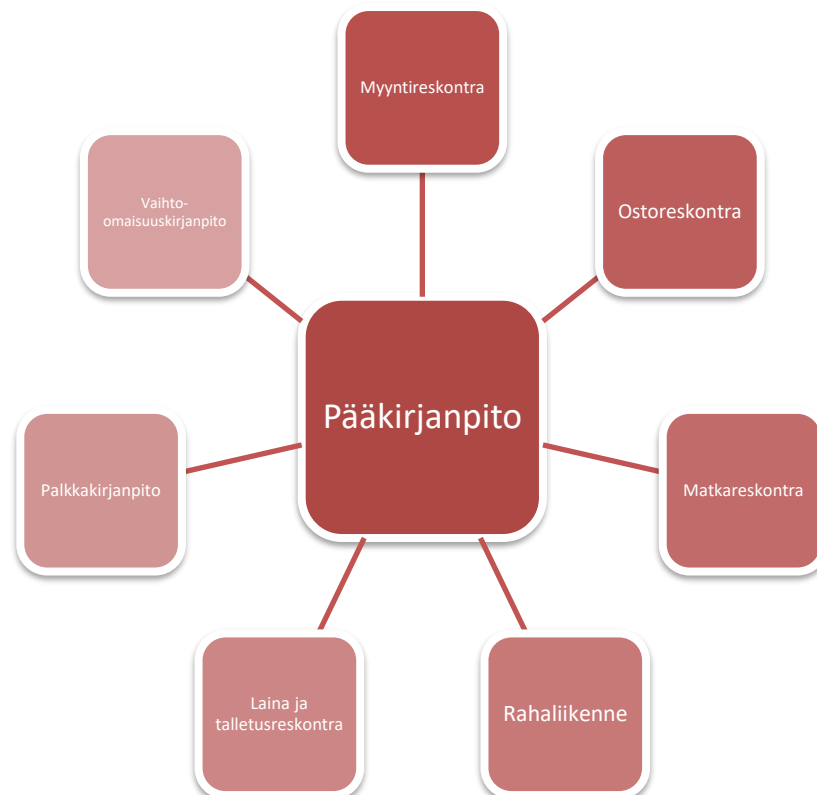 Myyntireskontra
Ostoreskontra
Matkareskontra
Rahaliikenne
Laina ja
talletusreskontra
Palkkakirjanpito
Vaihto-
omaisuuskirjanpito
Pääkirjanpito